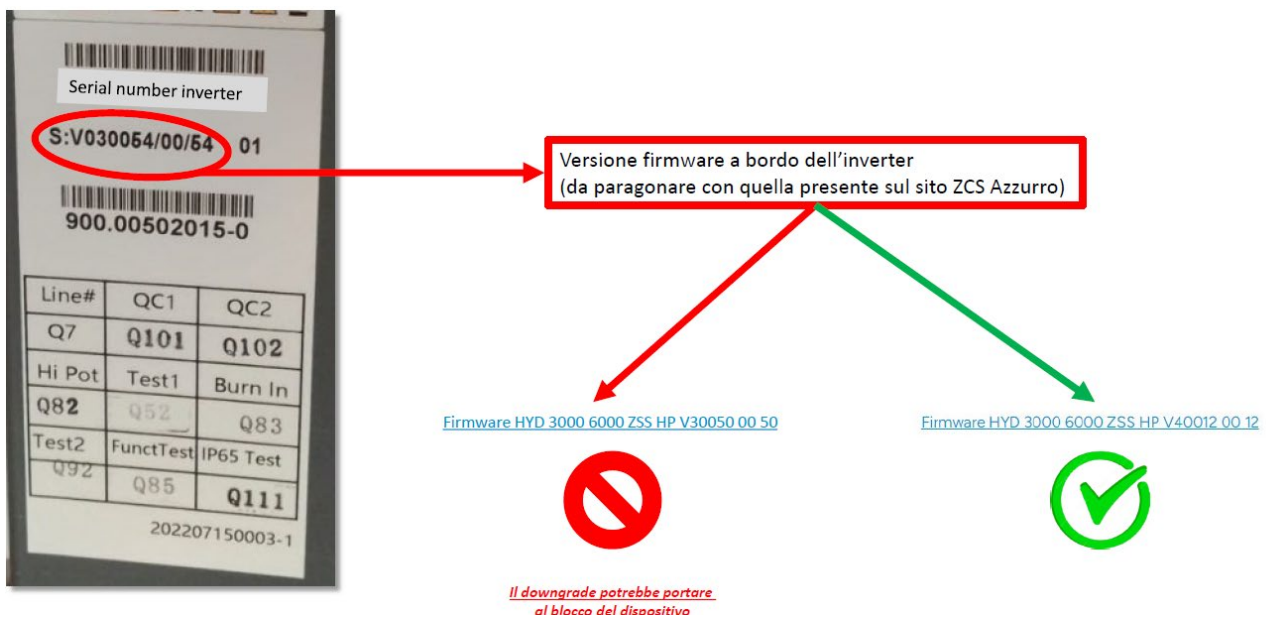 Serial number inverter
S:V030054/00/54 01
900.00502015-0
Line# QC1 QC2
Q7 Q101 Q102
Hi Pot Test1 Burn In
Q82 Q52 Q83
Test2 FunctTest IP65 Test
Q92 Q85 Q111
202207150003-1
Versione firmware a bordo dell'inverter
(da paragonare con quella presente sul sito ZCS Azzurro)
Firmware HYD 3000 6000 ZSS HP V30050 00 50
Firmware HYD 3000 6000 ZSS HP V40012 00 12
Il downgrade potrebbe portare
al blocco del dispositivo